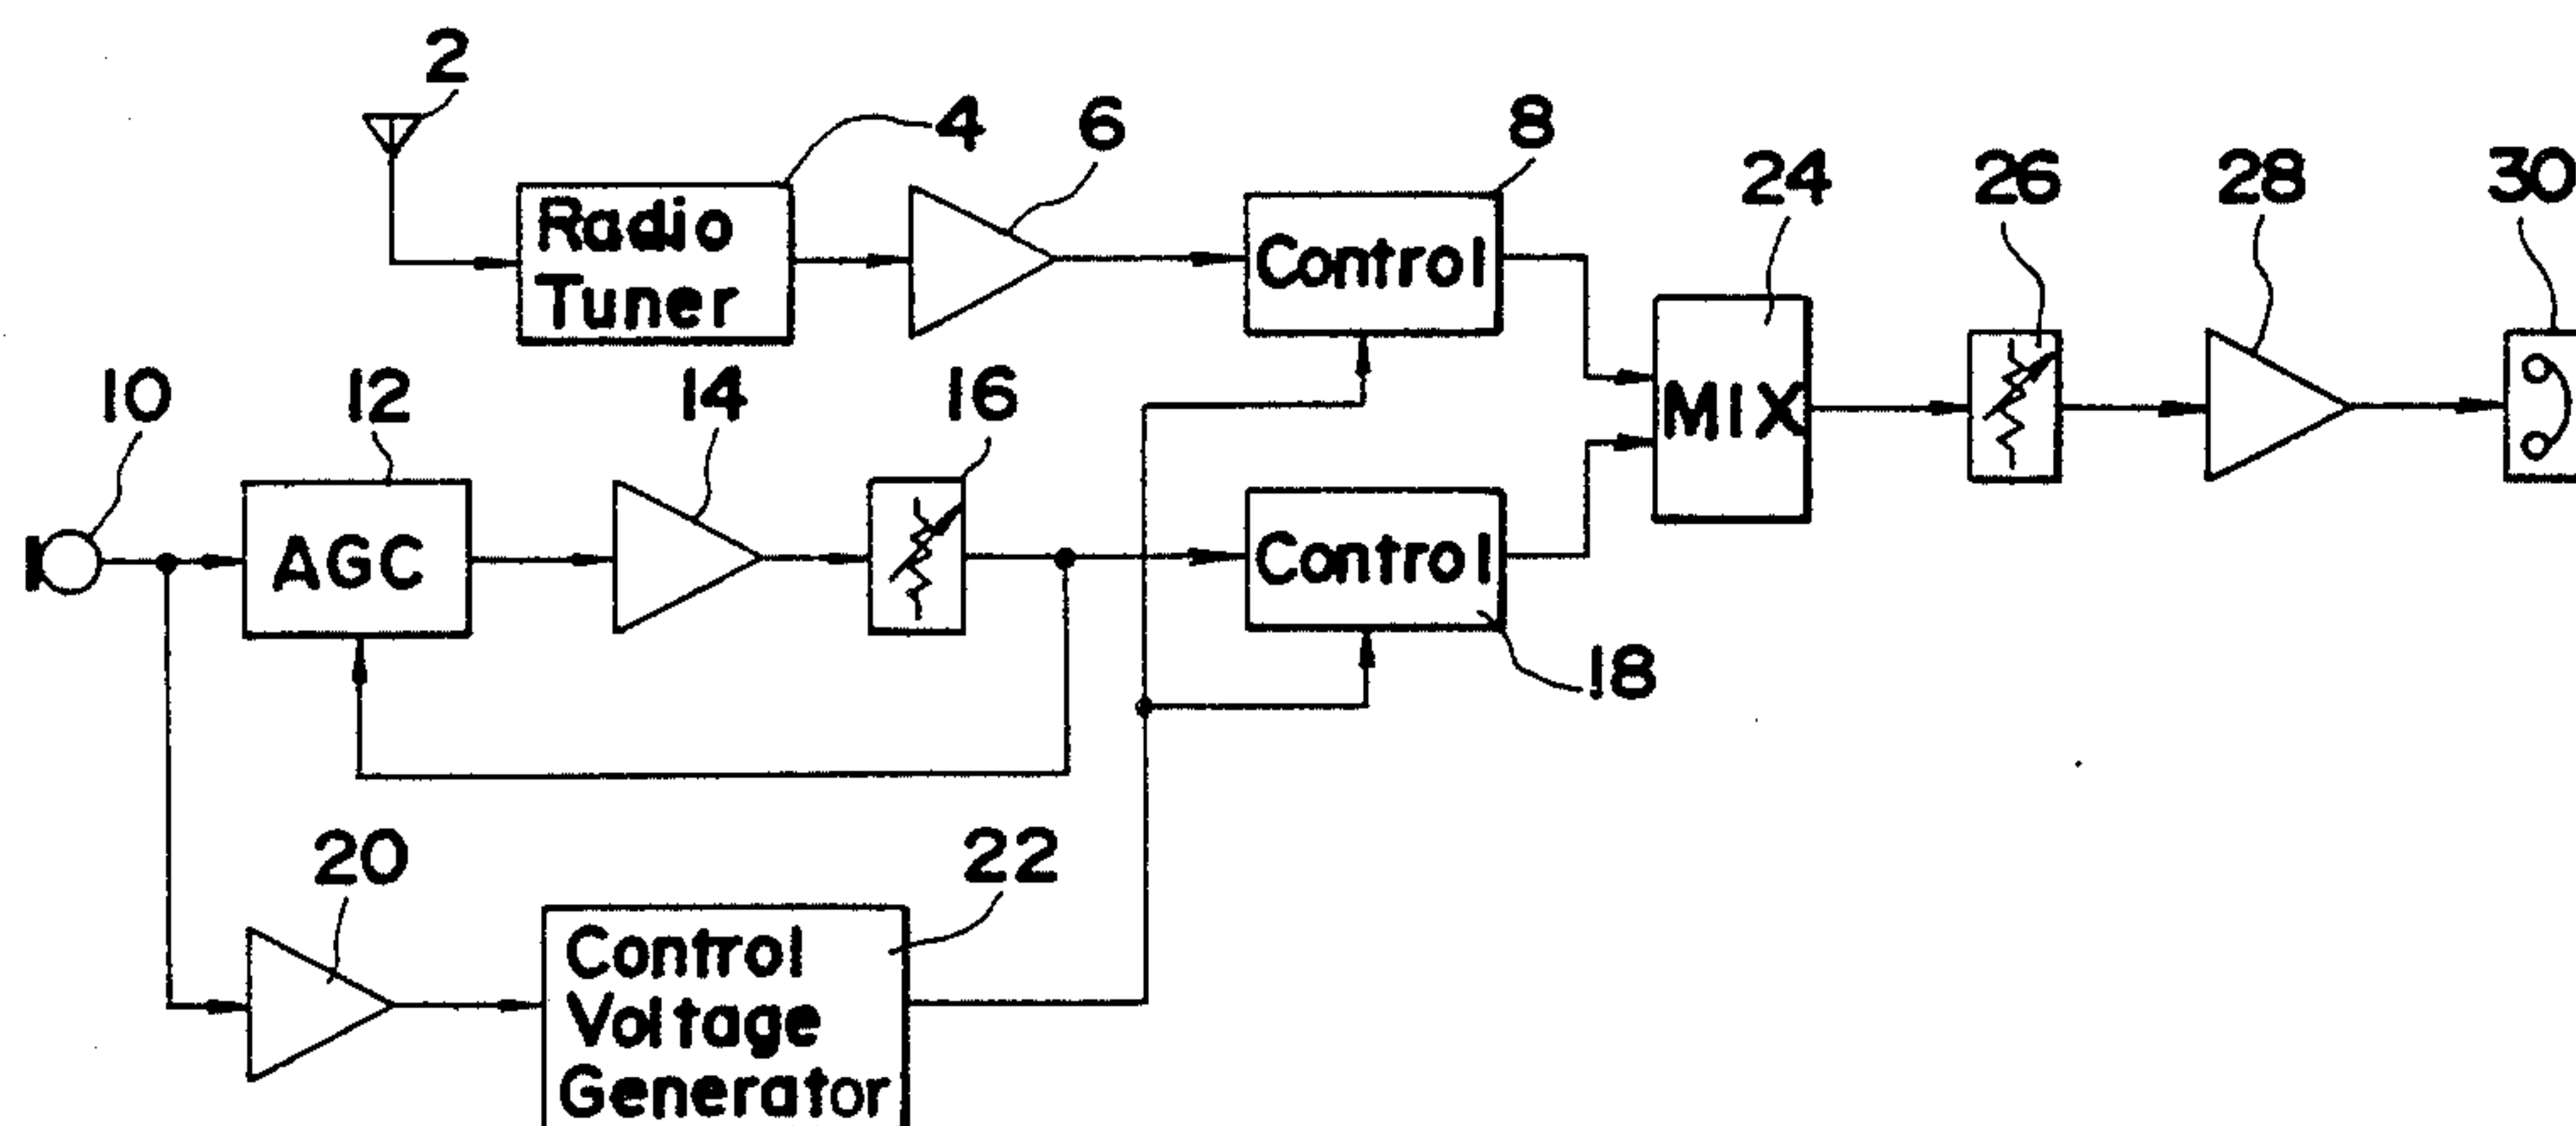 2
4
6
8
24
26
28
30
Radio
Tuner
Control
MIX
10
12
14
16
AGC
Control
18
20
22
Control
Voltage
Generator